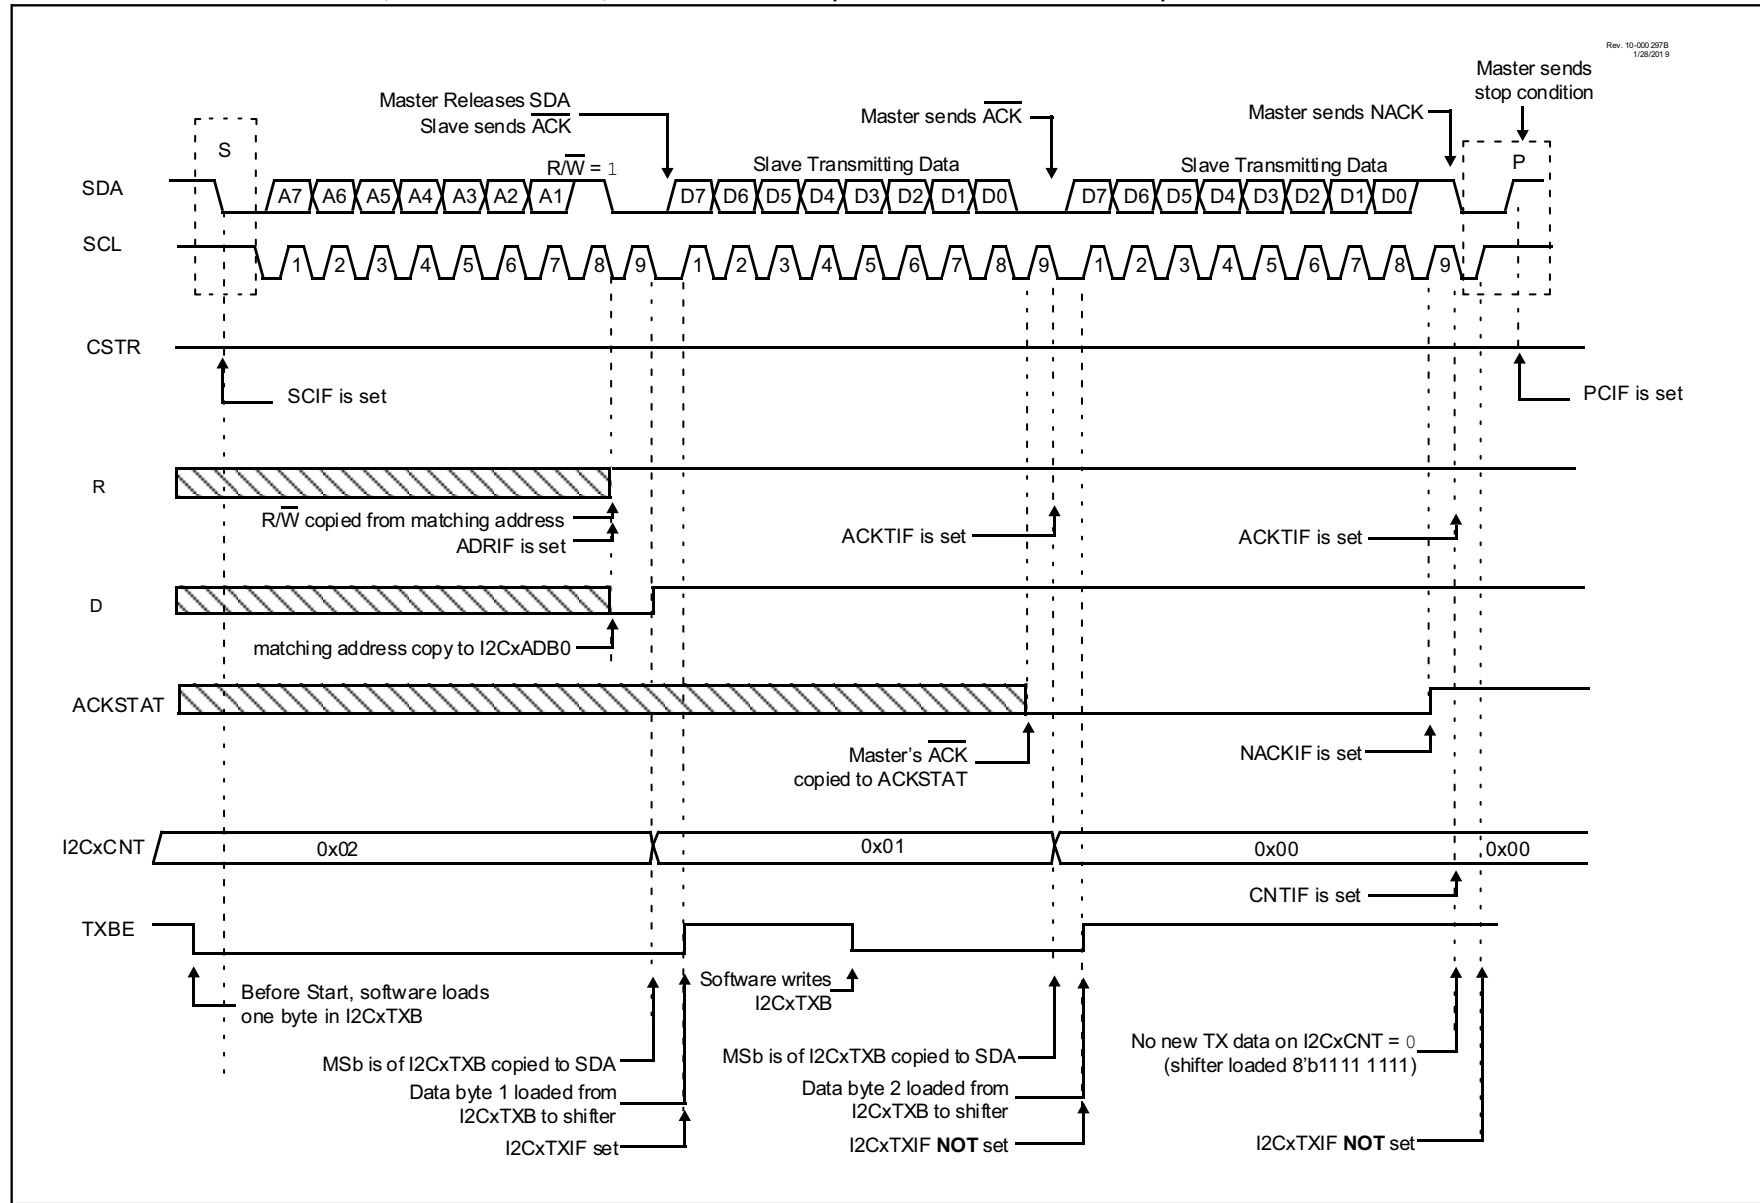 Rev. 10-000 297B
1/28/2019
Master sends
stop condition
Master Releases SDA
Slave sends A̅C̅K̅
Master sends A̅C̅K̅
Master sends NACK
S
R/W̅ = 1
Slave Transmitting Data
Slave Transmitting Data
P
SDA
A7 A6 A5 A4 A3 A2 A1
D7 D6 D5 D4 D3 D2 D1 D0
D7 D6 D5 D4 D3 D2 D1 D0
SCL
1 2 3 4 5 6 7 8 9
1 2 3 4 5 6 7 8 9
1 2 3 4 5 6 7 8 9
CSTR
SCIF is set
PCIF is set
R
R/W̅ copied from matching address
ADRIF is set
ACKTIF is set
ACKTIF is set
D
matching address copy to I2CxADB0
ACKSTAT
Master's A̅C̅K̅
copied to ACKSTAT
NACKIF is set
I2CxCNT
0x02
0x01
0x00
0x00
CNTIF is set
TXBE
Before Start, software loads
one byte in I2CxTXB
Software writes
I2CxTXB
MSb is of I2CxTXB copied to SDA
Data byte 1 loaded from
I2CxTXB to shifter
I2CxTXIF set
MSb is of I2CxTXB copied to SDA
Data byte 2 loaded from
I2CxTXB to shifter
I2CxTXIF NOT set
No new TX data on I2CxCNT = 0
(shifter loaded 8'b1111 1111)
I2CxTXIF NOT set